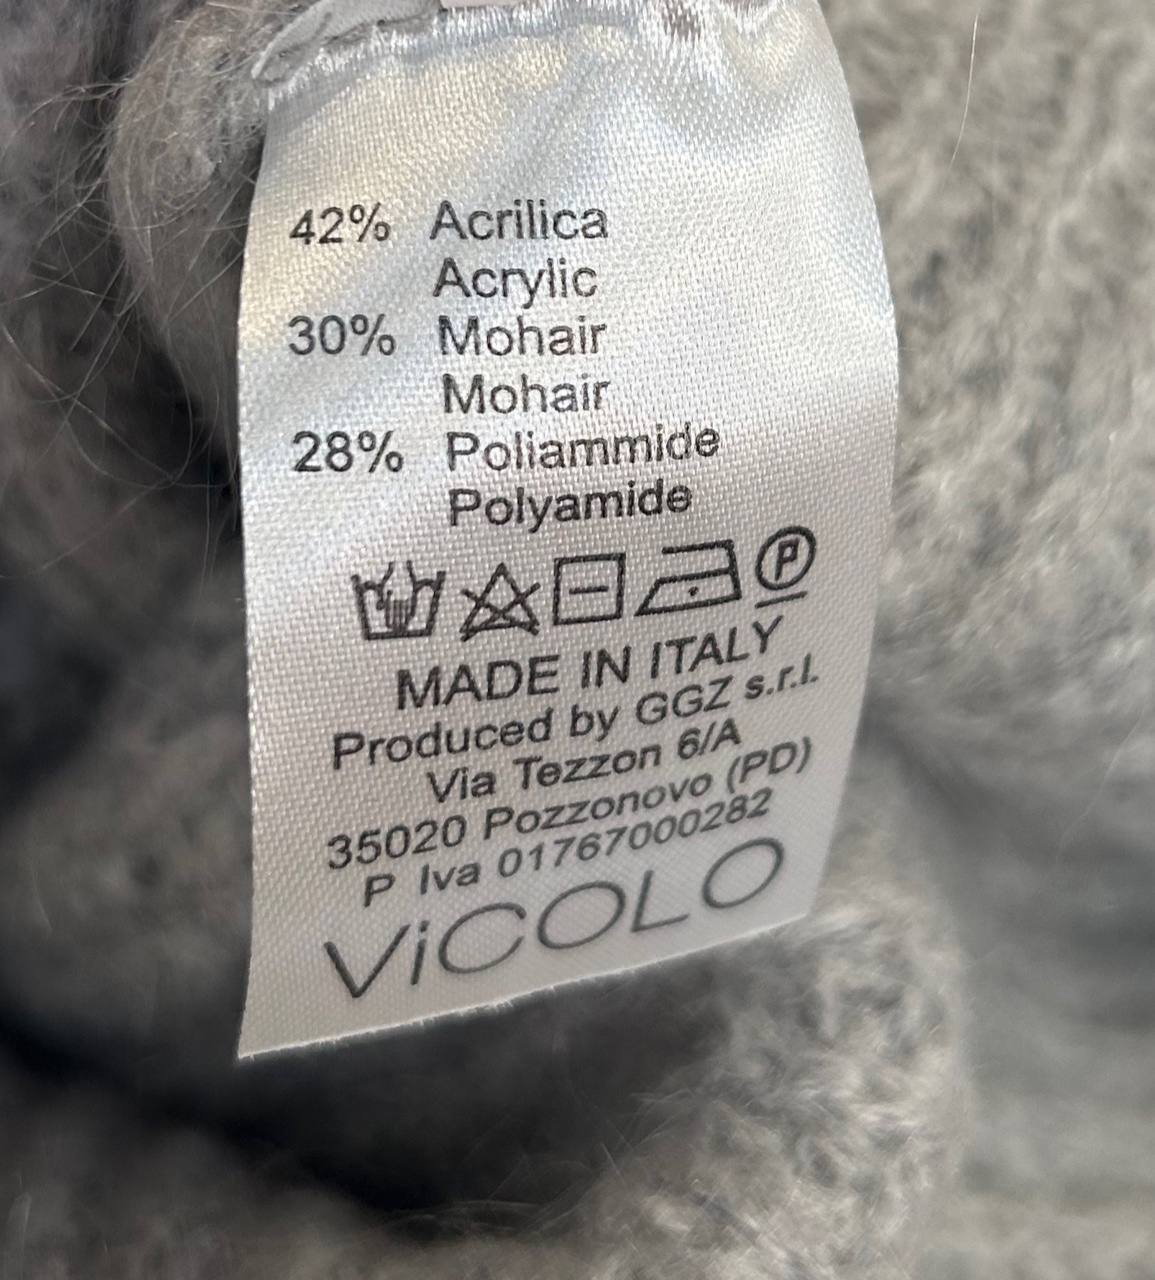 42% Acrilica
Acrylic
30% Mohair
Mohair
28% Poliammide
Polyamide
P
MADE IN ITALY
Produced by GGZ s.r.l.
Via Tezzon 6/A
35020 Pozzonovo (PD)
P Iva 01767000282
ViCOLO